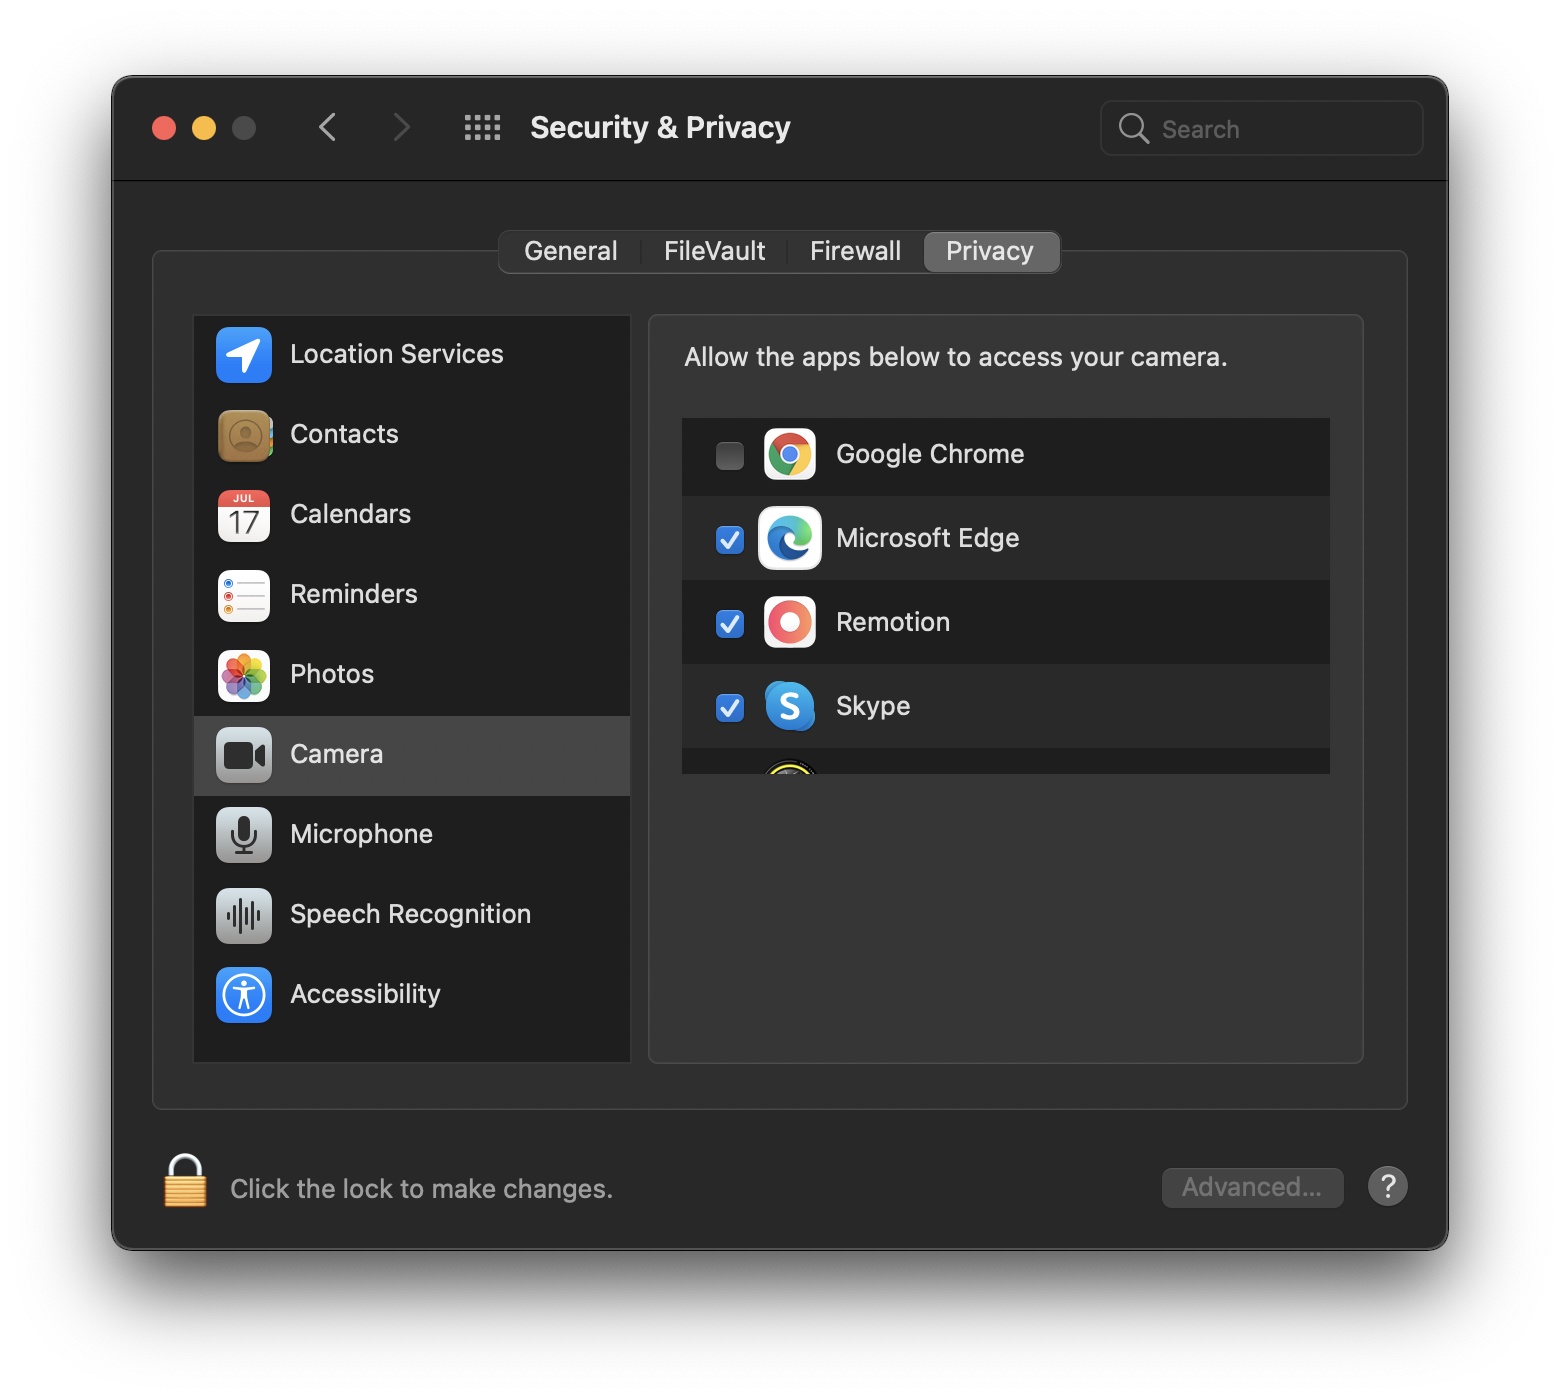 Security & Privacy
Search
General
FileVault
Firewall
Privacy
Location Services
Contacts
JUL
17
Calendars
Reminders
Photos
Camera
Microphone
Speech Recognition
Accessibility
Allow the apps below to access your camera.
Google Chrome
Microsoft Edge
Remotion
S
Skype
Click the lock to make changes.
Advanced...
?